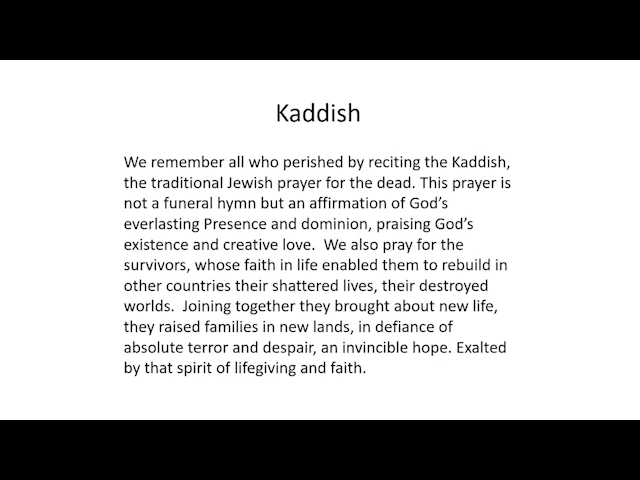 Kaddish
We remember all who perished by reciting the Kaddish,
the traditional Jewish prayer for the dead. This prayer is
not a funeral hymn but an affirmation of God’s
everlasting Presence and dominion, praising God’s
existence and creative love.  We also pray for the
survivors, whose faith in life enabled them to rebuild in
other countries their shattered lives, their destroyed
worlds.  Joining together they brought about new life,
they raised families in new lands, in defiance of
absolute terror and despair, an invincible hope. Exalted
by that spirit of lifegiving and faith.